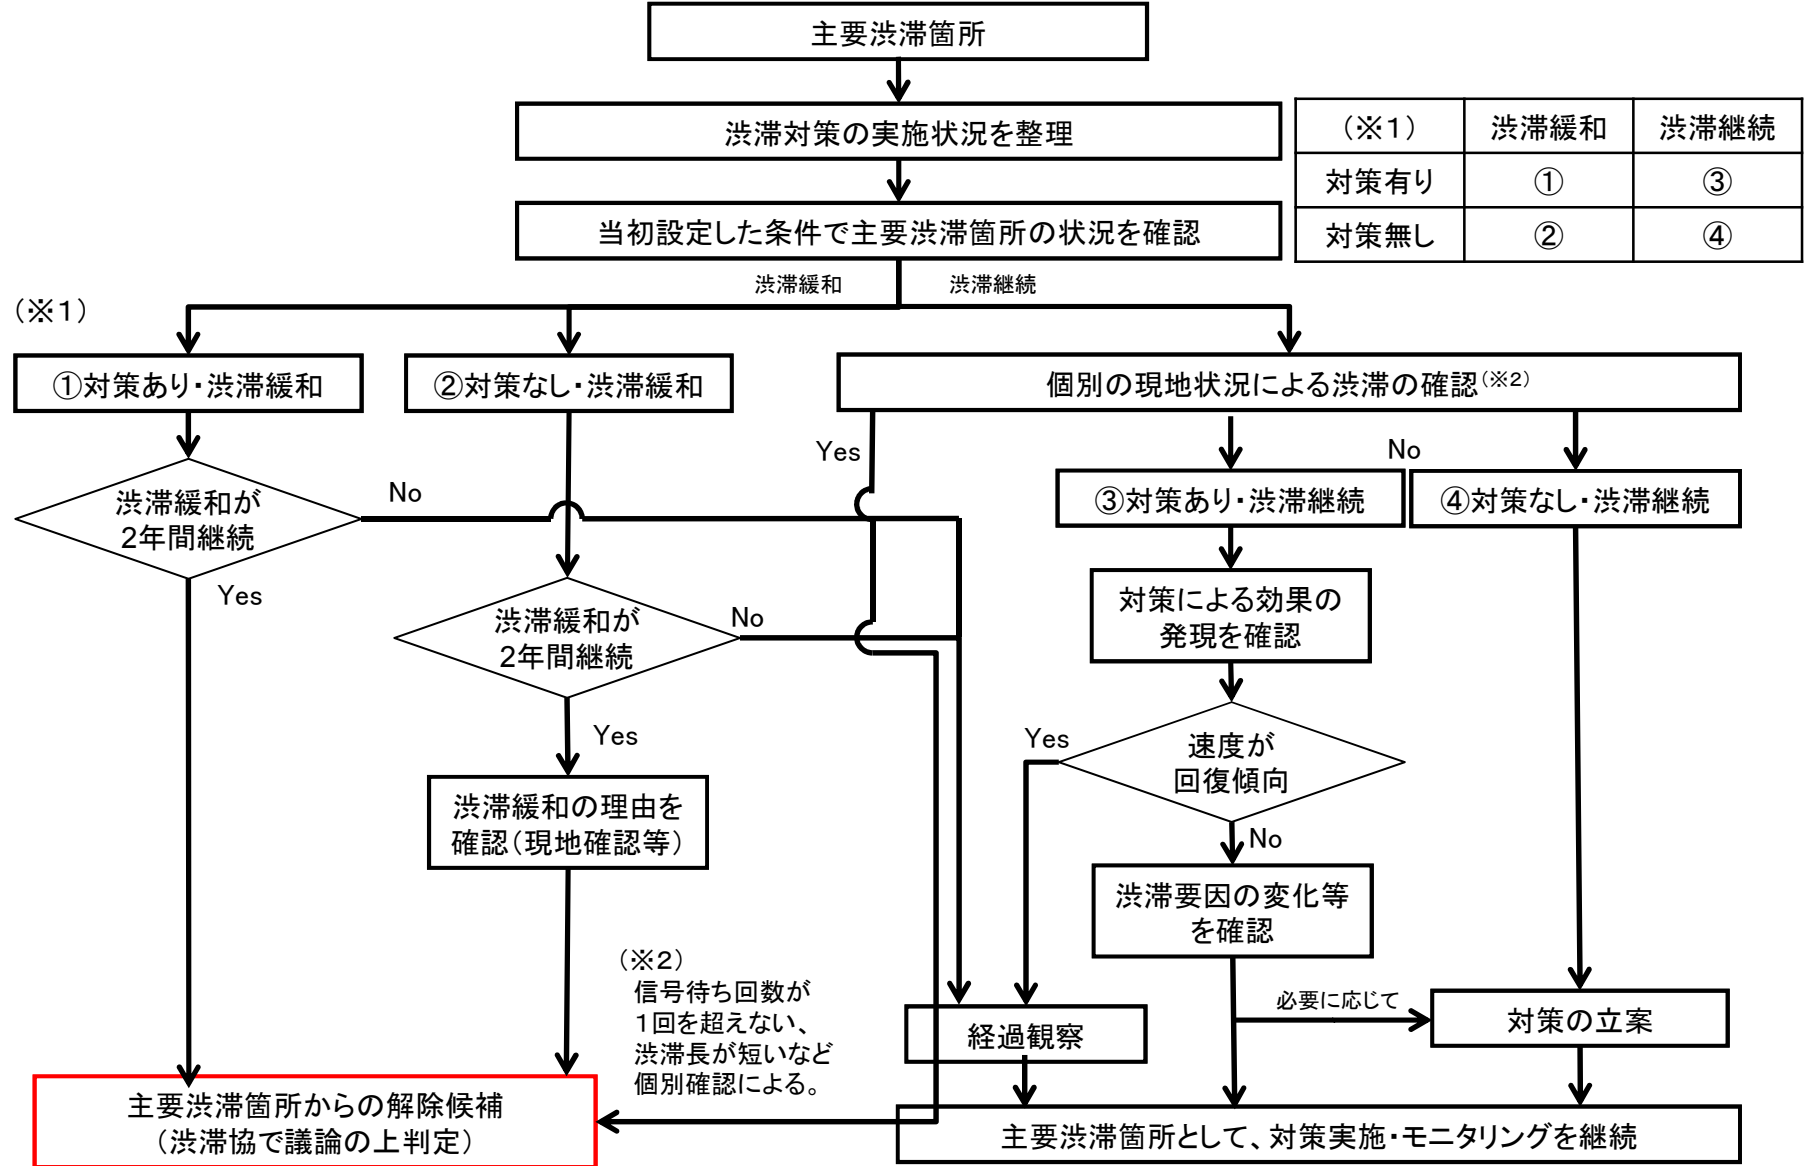 主要渋滞箇所
渋滞対策の実施状況を整理
当初設定した条件で主要渋滞箇所の状況を確認
(※1) 渋滞緩和 渋滞継続
対策有り ① ③
対策無し ② ④
渋滞緩和 渋滞継続
(※1)
①対策あり・渋滞緩和
②対策なし・渋滞緩和
個別の現地状況による渋滞の確認(※2)
Yes
No
③対策あり・渋滞継続
④対策なし・渋滞継続
渋滞緩和が
2年間継続
No
Yes
渋滞緩和が
2年間継続
No
Yes
対策による効果の
発現を確認
速度が
回復傾向
Yes
No
渋滞緩和の理由を
確認(現地確認等)
渋滞要因の変化等
を確認
(※2)
信号待ち回数が
1回を超えない、
渋滞長が短いなど
個別確認による。
経過観察
必要に応じて
対策の立案
主要渋滞箇所からの解除候補
(渋滞協で議論の上判定)
主要渋滞箇所として、対策実施・モニタリングを継続